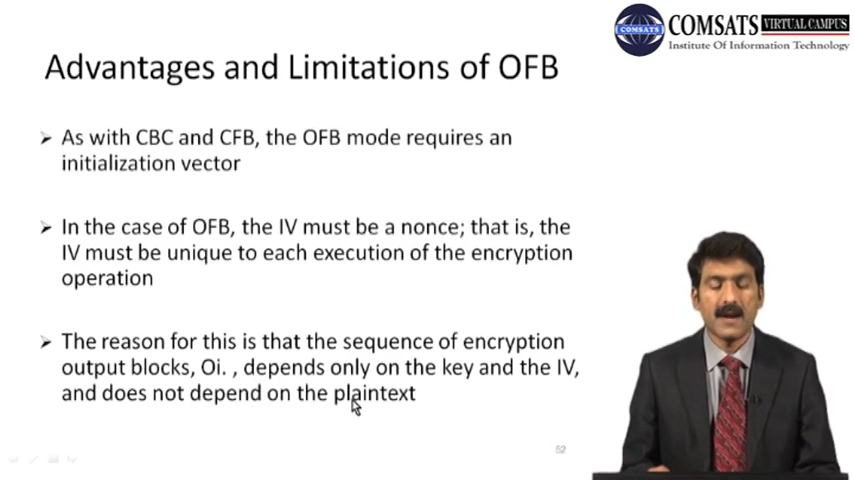 COMSATS VIRTUAL CAMPUS
Institute Of Information Technology
COMSATS
Advantages and Limitations of OFB
➤ As with CBC and CFB, the OFB mode requires an
initialization vector
➤ In the case of OFB, the IV must be a nonce; that is, the
IV must be unique to each execution of the encryption
operation
➤ The reason for this is that the sequence of encryption
output blocks, Oi. , depends only on the key and the IV,
and does not depend on the plaintext
52